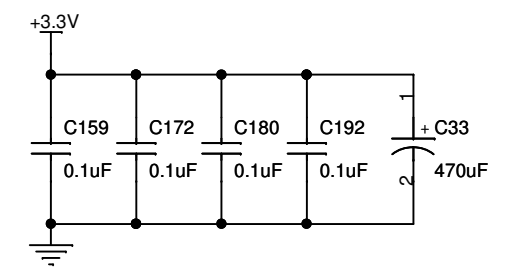 +3.3V
1
C159 C172 C180 C192 + C33
0.1uF 0.1uF 0.1uF 0.1uF 470uF
2